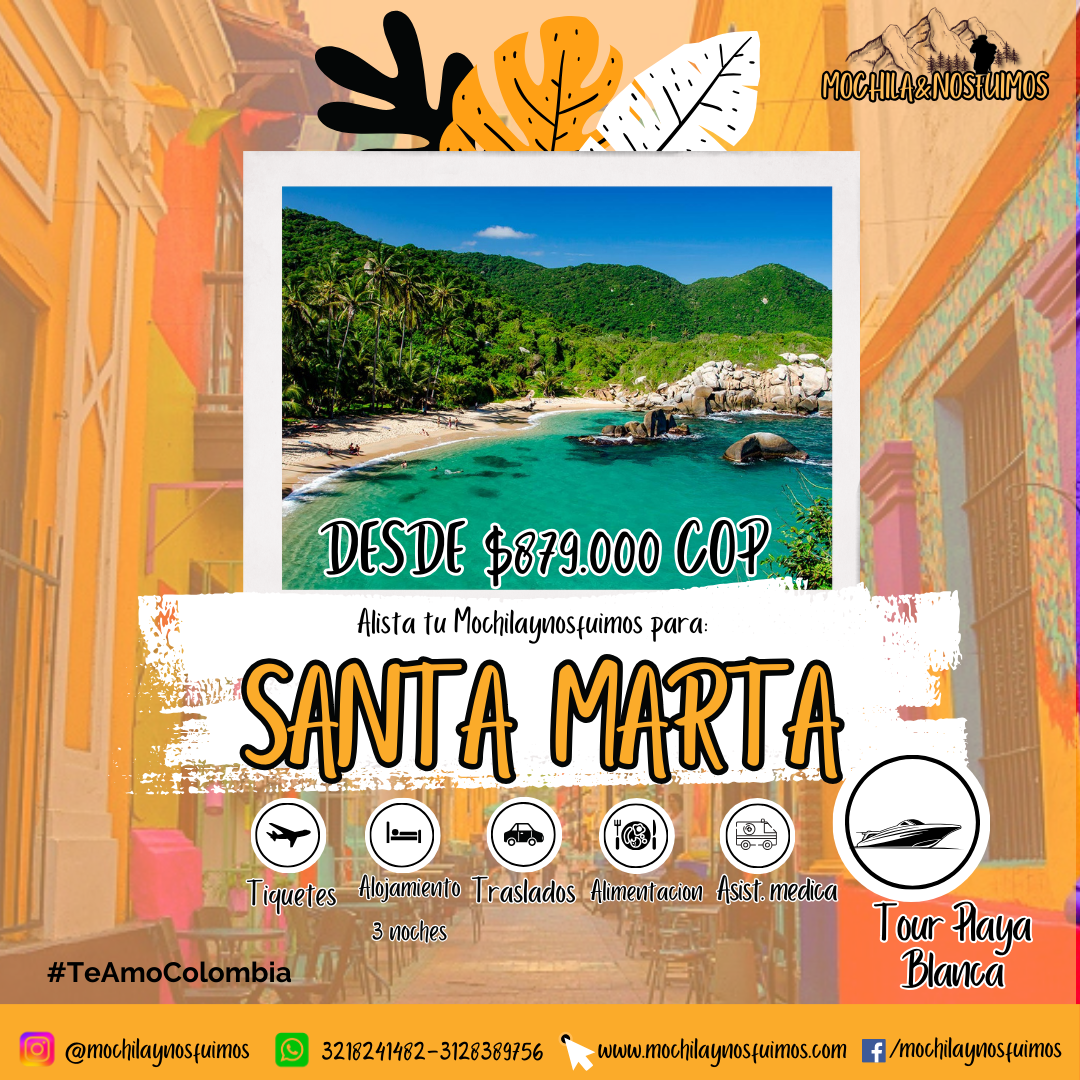 MOCHILA&NOSFUIMOS
DESDE $879.000 COP
Alista tu Mochilaynosfuimos para:
SANTA MARTA
Tiquetes
Alojamiento
3 noches
Traslados
Alimentacion
Asist. medica
Tour Playa
Blanca
#TeAmoColombia
@mochilaynosfuimos
3218241482-3128389756
www.mochilaynosfuimos.com
/mochilaynosfuimos